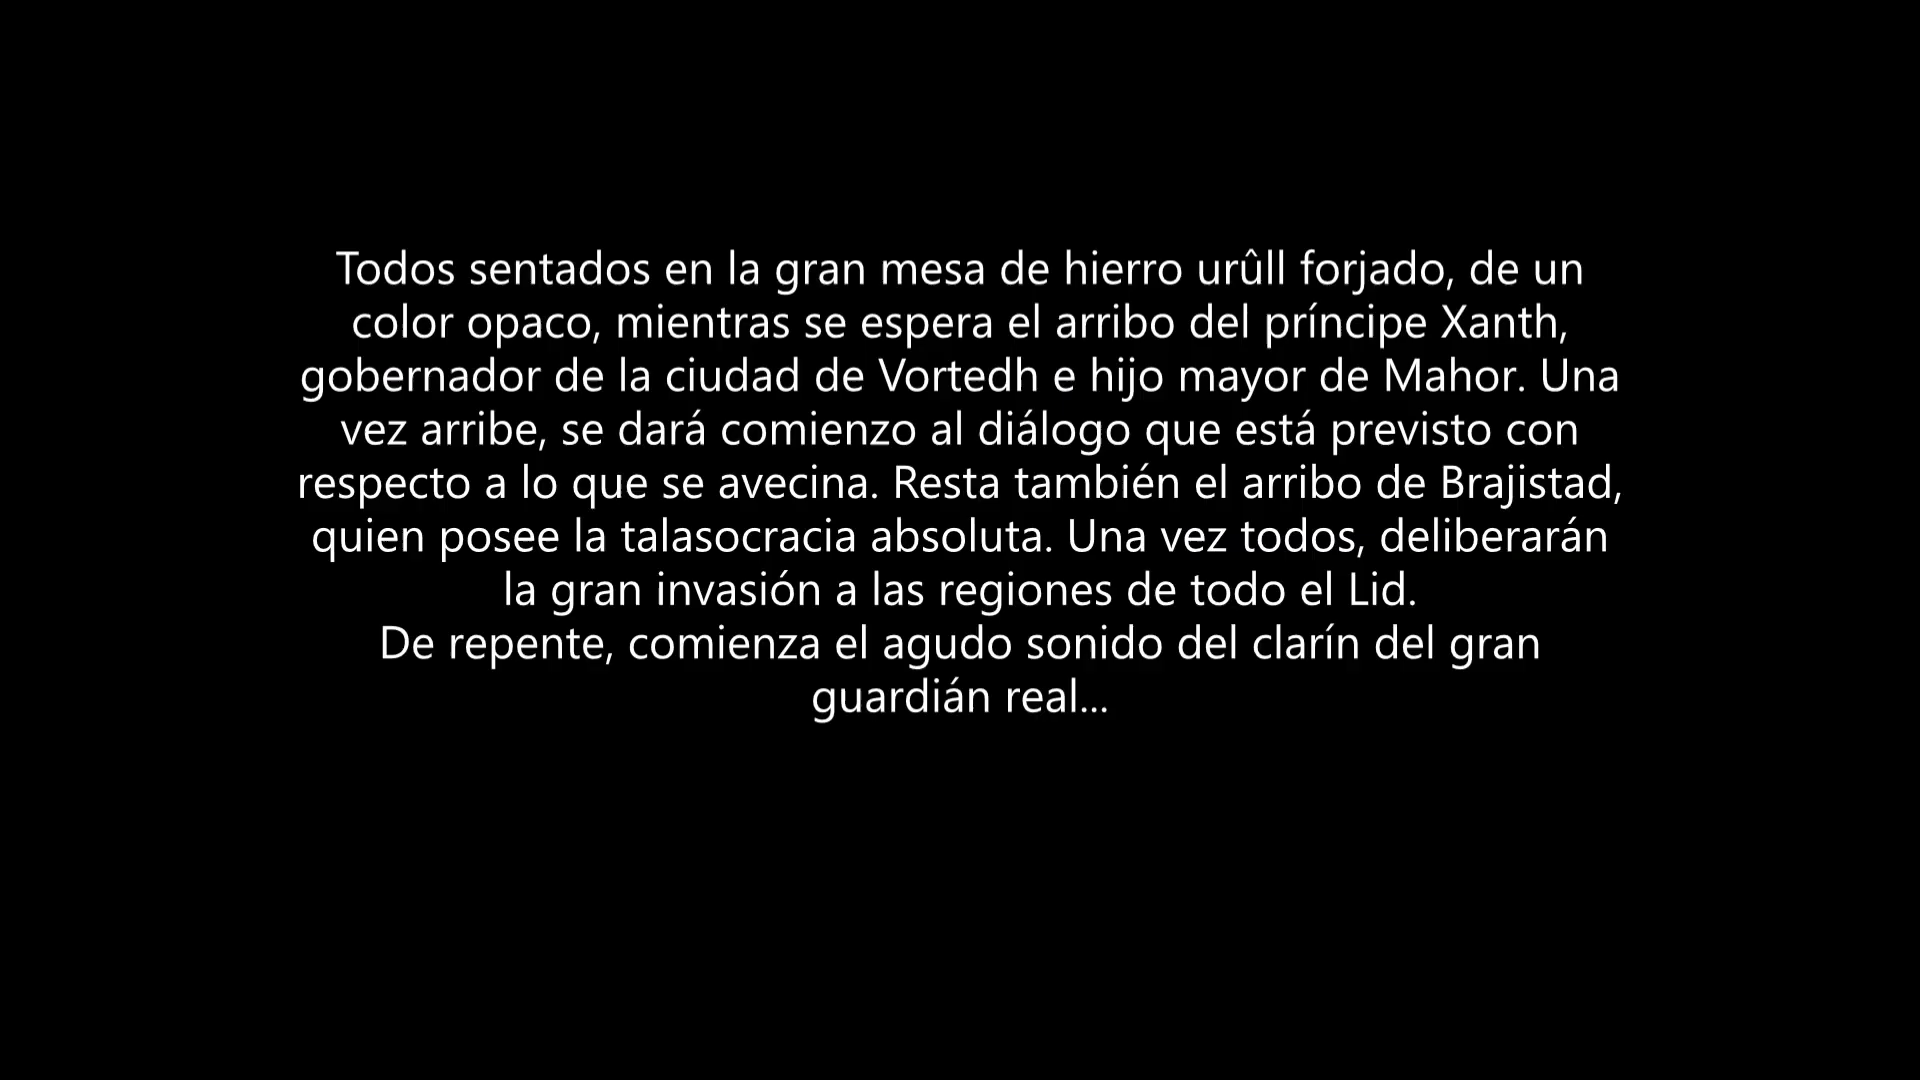 Todos sentados en la gran mesa de hierro urûll forjado, de un
color opaco, mientras se espera el arribo del príncipe Xanth,
gobernador de la ciudad de Vortedh e hijo mayor de Mahor. Una
vez arribe, se dará comienzo al diálogo que está previsto con
respecto a lo que se avecina. Resta también el arribo de Brajistad,
quien posee la talasocracia absoluta. Una vez todos, deliberarán
la gran invasión a las regiones de todo el Lid.
De repente, comienza el agudo sonido del clarín del gran
guardián real...